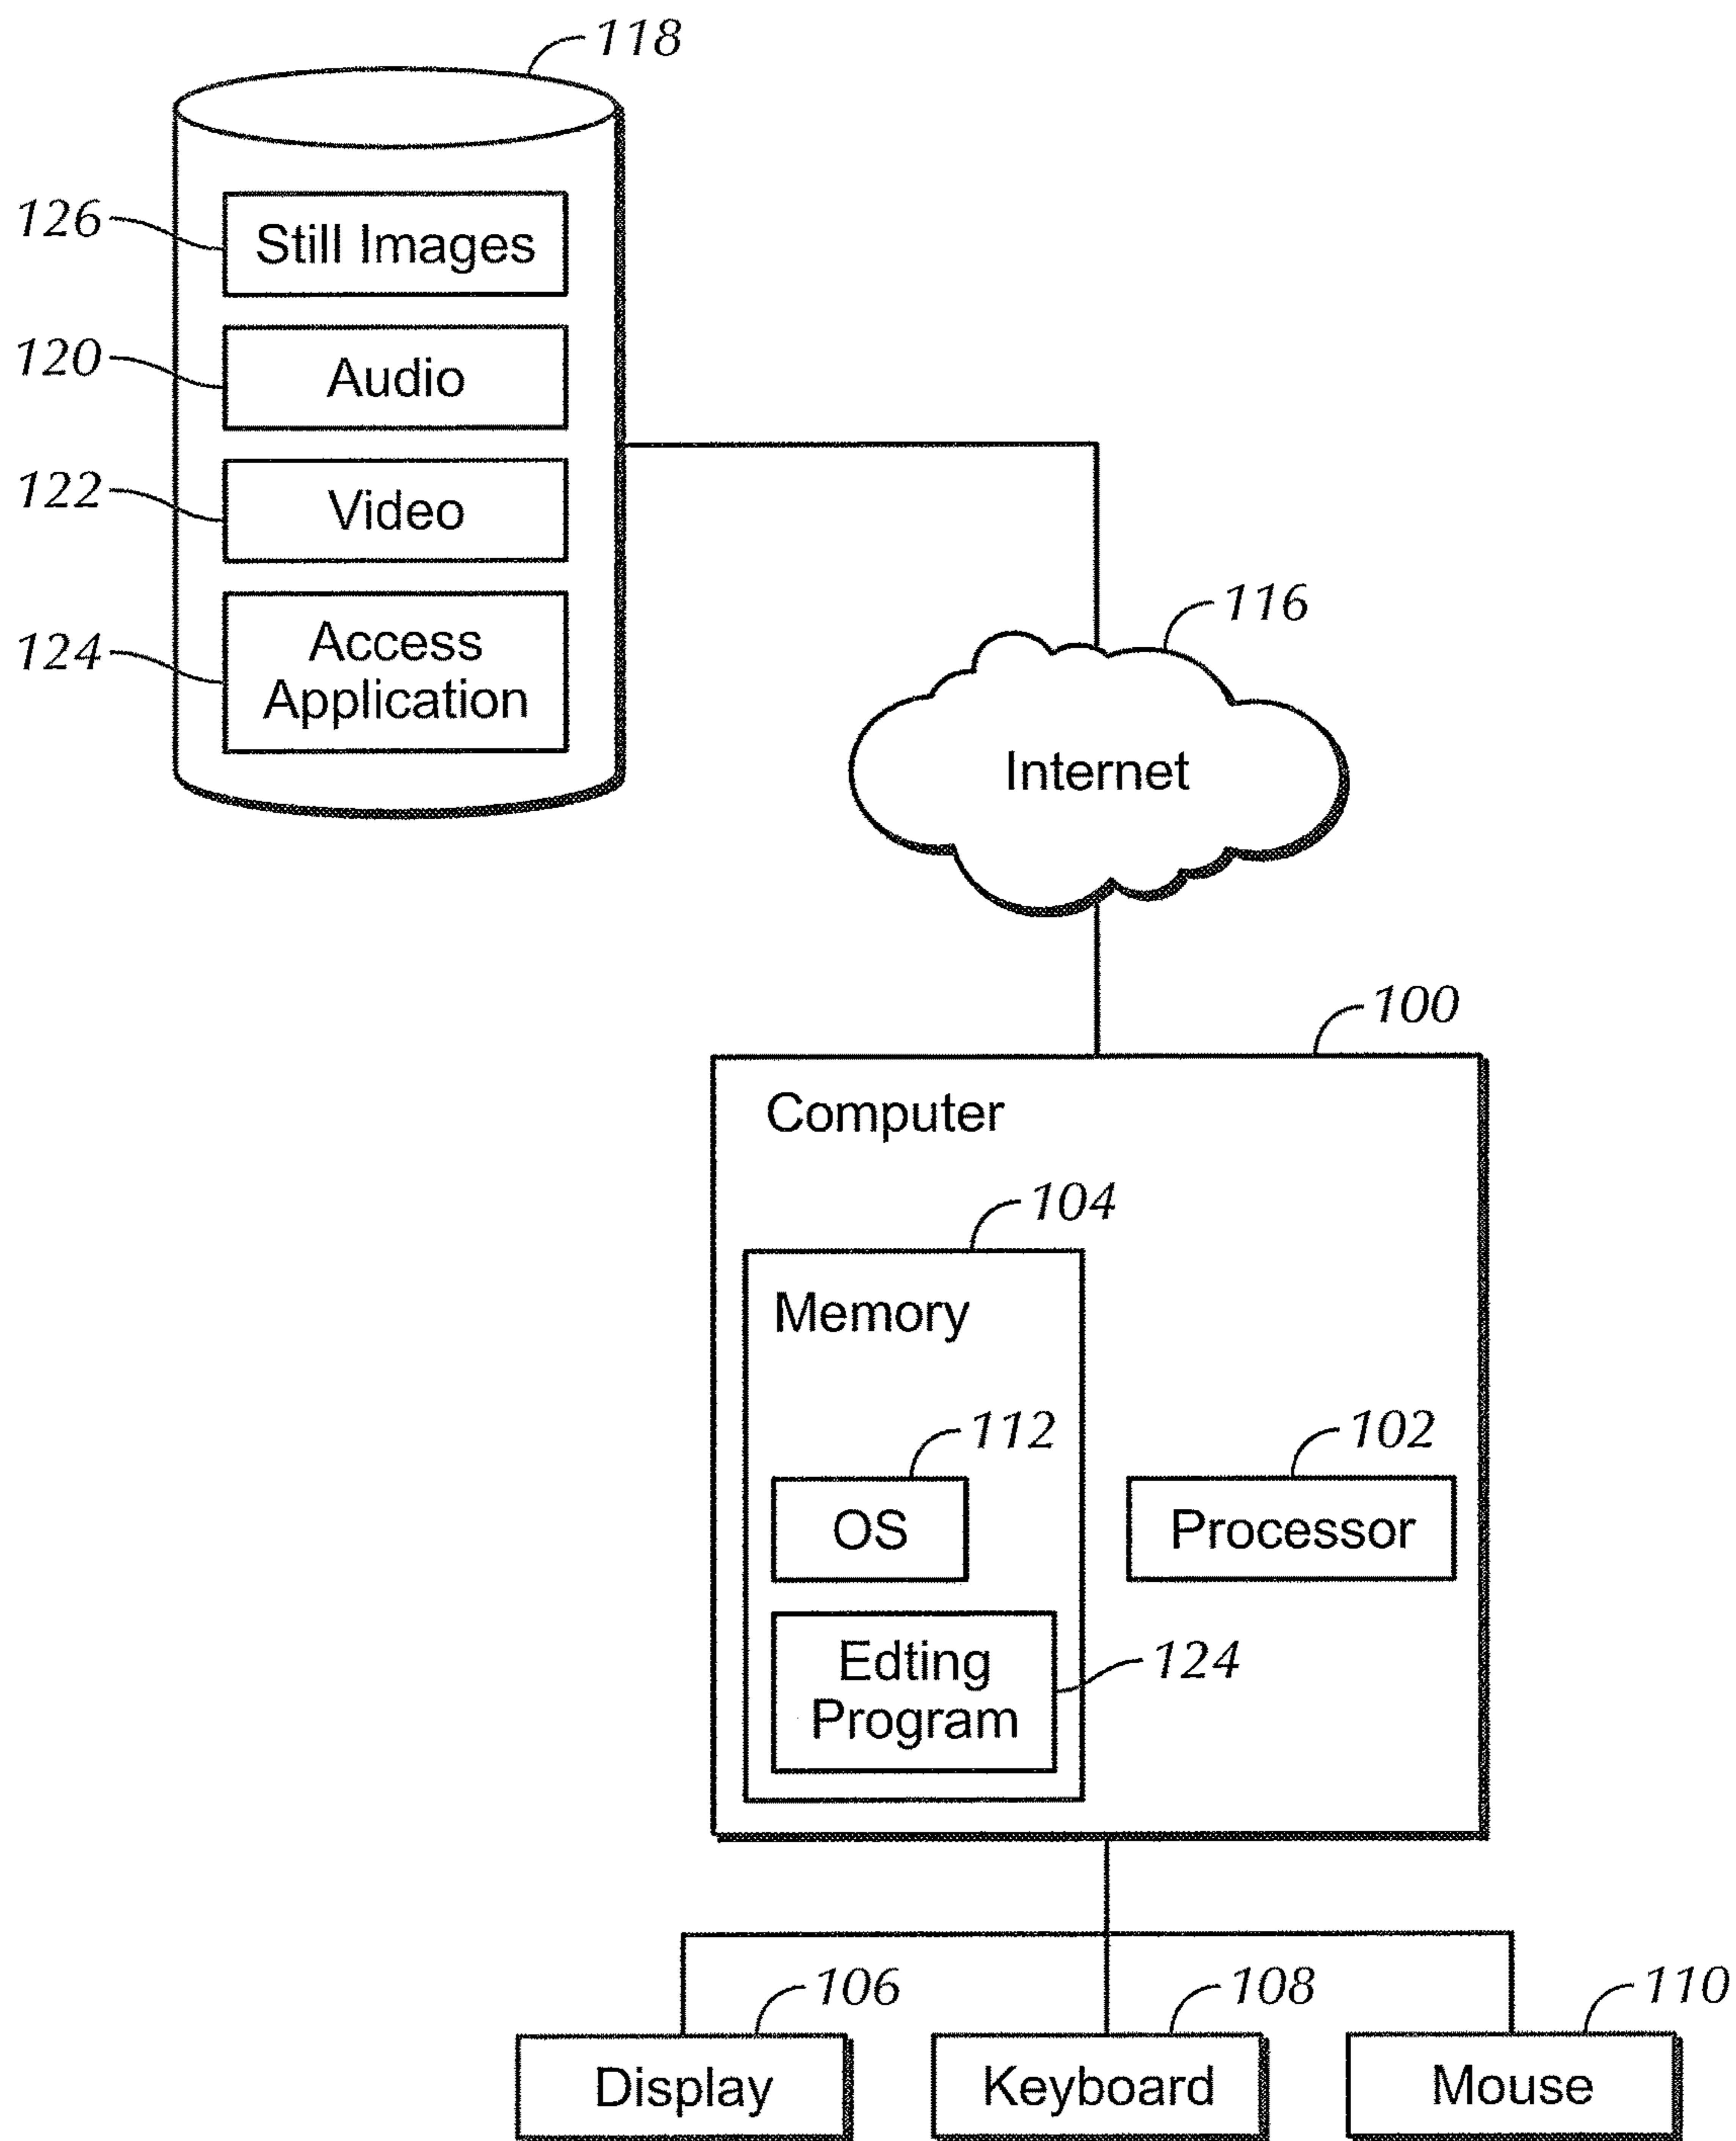 118
126
Still Images
120
Audio
122
Video
124
Access
Application
116
Internet
100
Computer
104
Memory
112
OS
102
Processor
Edting
Program
124
106
Display
108
Keyboard
110
Mouse